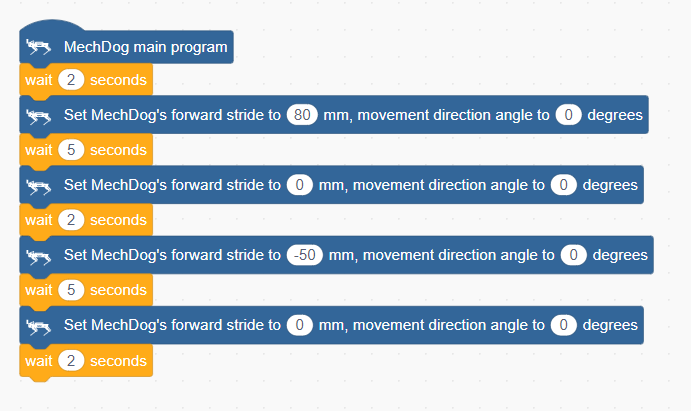 MechDog main program
wait 2 seconds
Set MechDog's forward stride to 80 mm, movement direction angle to 0 degrees
wait 5 seconds
Set MechDog's forward stride to 0 mm, movement direction angle to 0 degrees
wait 2 seconds
Set MechDog's forward stride to -50 mm, movement direction angle to 0 degrees
wait 5 seconds
Set MechDog's forward stride to 0 mm, movement direction angle to 0 degrees
wait 2 seconds